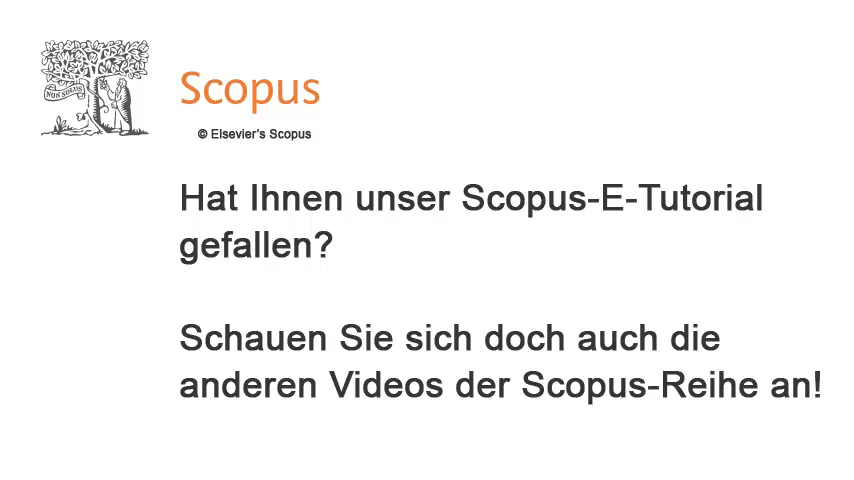 NON SOLUS
Scopus
© Elsevier's Scopus
Hat Ihnen unser Scopus-E-Tutorial
gefallen?
Schauen Sie sich doch auch die
anderen Videos der Scopus-Reihe an!